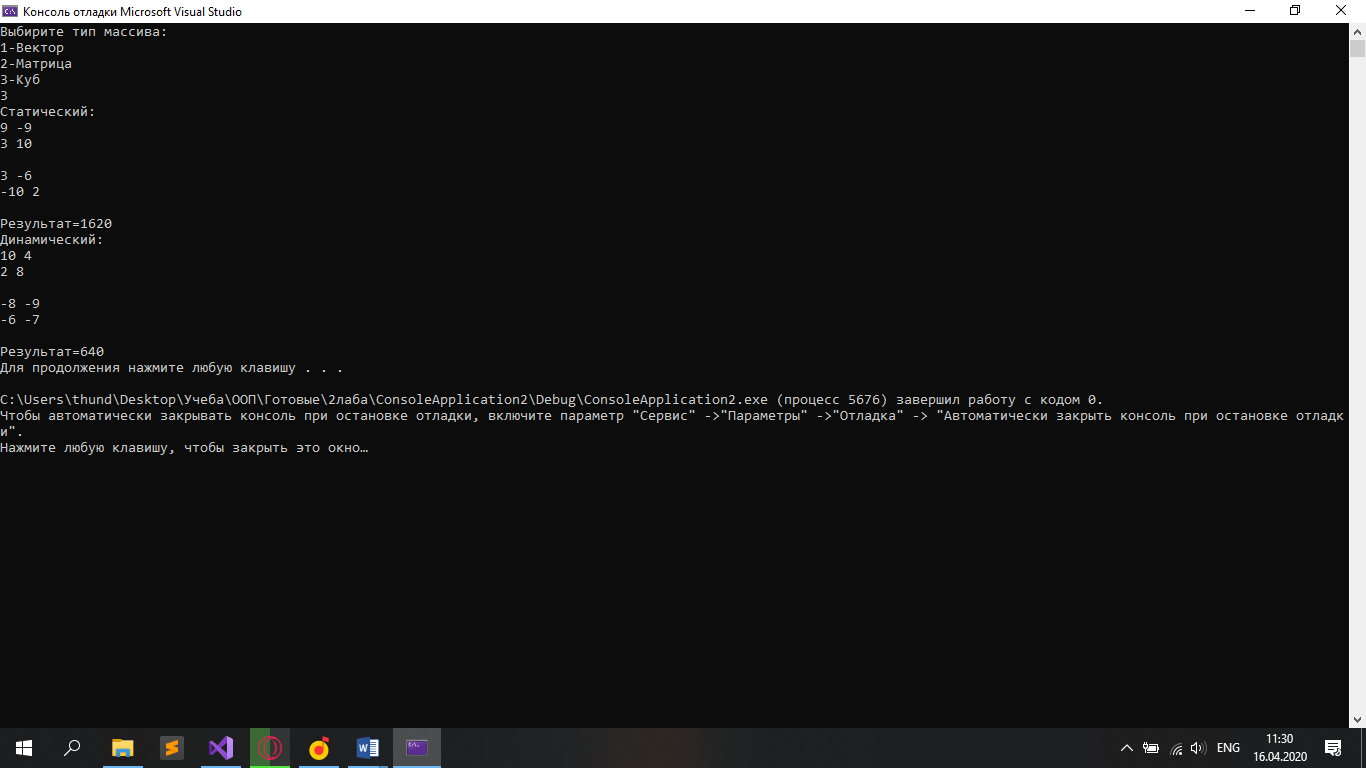 Консоль отладки Microsoft Visual Studio
Выбирите тип массива:
1-Вектор
2-Матрица
3-Куб
3
Статический:
9 -9
3 10
3 -6
-10 2
Результат=1620
Динамический:
10 4
2 8
-8 -9
-6 -7
Результат=640
Для продолжения нажмите любую клавишу . . .
C:\Users\thund\Desktop\Учеба\ООП\Готовые\2лаба\ConsoleApplication2\Debug\ConsoleApplication2.exe (процесс 5676) завершил работу с кодом 0.
Чтобы автоматически закрывать консоль при остановке отладки, включите параметр "Сервис" ->"Параметры" ->"Отладка" -> "Автоматически закрыть консоль при остановке отладк
и".
Нажмите любую клавишу, чтобы закрыть это окно…
ENG
11:30
16.04.2020